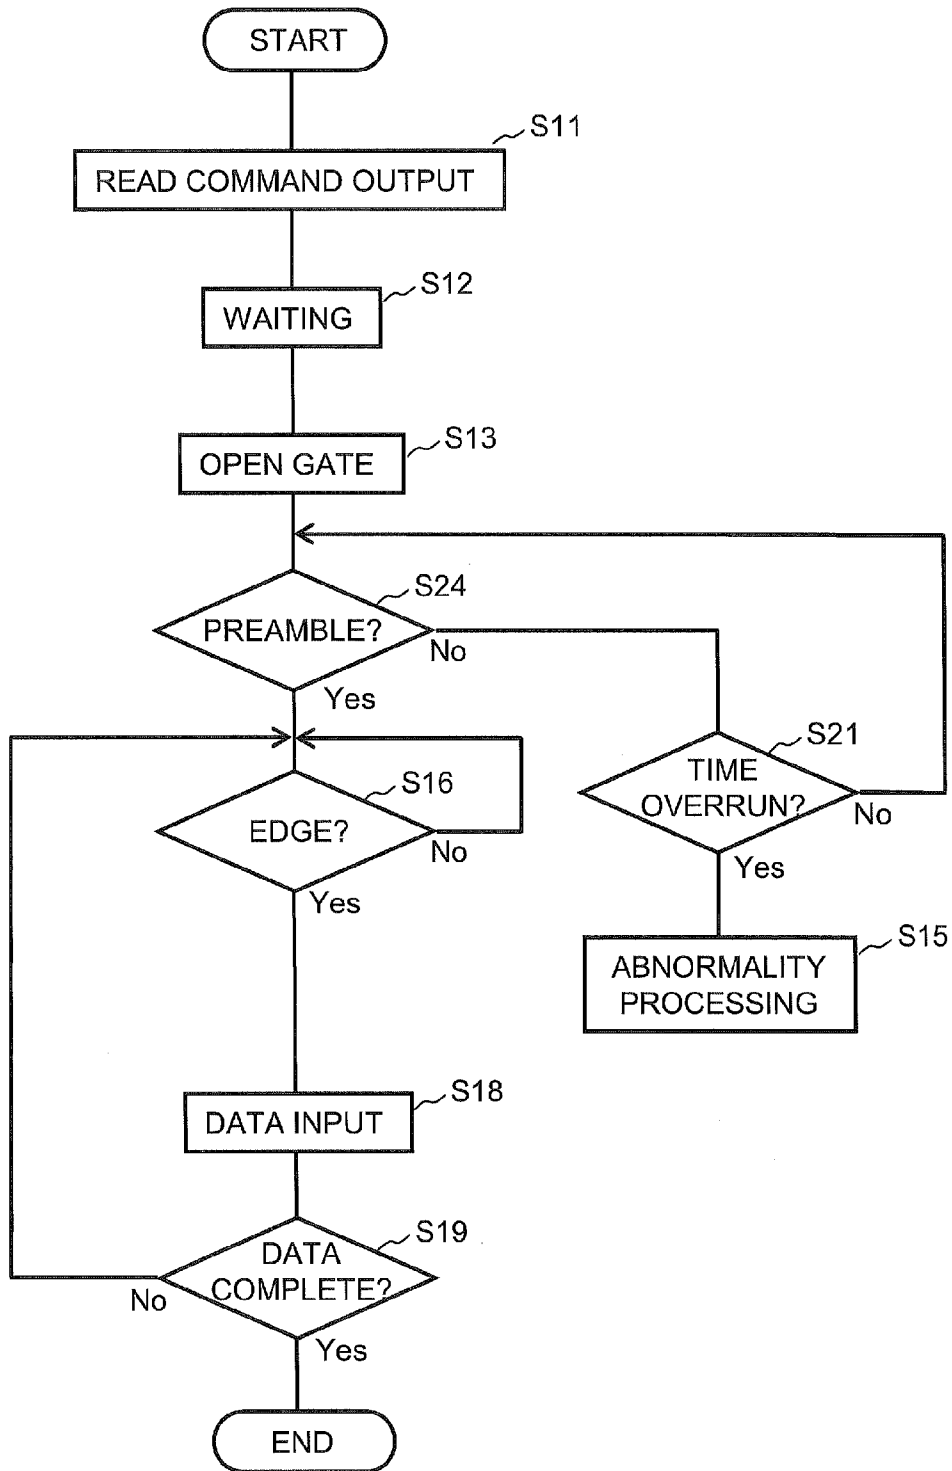 START
S11
READ COMMAND OUTPUT
S12
WAITING
S13
OPEN GATE
S24
PREAMBLE?
No
Yes
S21
TIME
OVERRUN?
No
Yes
S16
EDGE?
No
Yes
S15
ABNORMALITY
PROCESSING
S18
DATA INPUT
S19
DATA
COMPLETE?
No
Yes
END